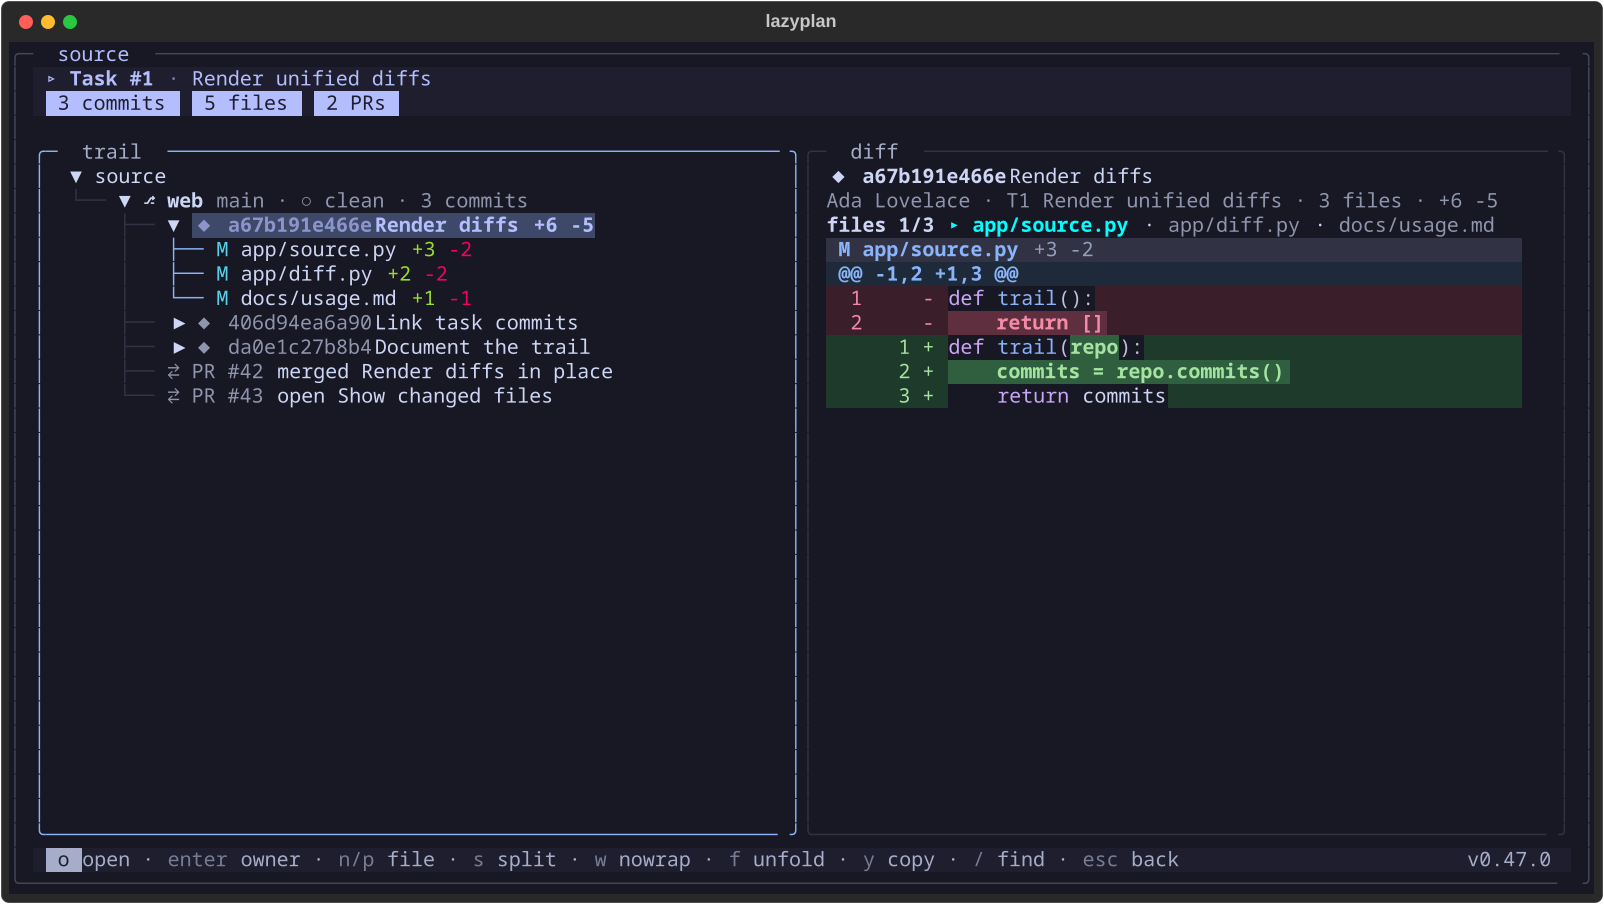 lazyplan
source
▹ Task #1 · Render unified diffs
3 commits 5 files 2 PRs
trail
▼ source
▼ ⎇ web main · ○ clean · 3 commits
▼ ◆ a67b191e466e Render diffs +6 -5
M app/source.py +3 -2
M app/diff.py +2 -2
M docs/usage.md +1 -1
▶ ◆ 406d94ea6a90 Link task commits
▶ ◆ da0e1c27b8b4 Document the trail
⇄ PR #42 merged Render diffs in place
⇄ PR #43 open Show changed files
diff
◆ a67b191e466e Render diffs
Ada Lovelace · T1 Render unified diffs · 3 files · +6 -5
files 1/3 ▸ app/source.py · app/diff.py · docs/usage.md
M app/source.py +3 -2
@@ -1,2 +1,3 @@
1 - def trail():
2 - return []
1 + def trail(repo):
2 + commits = repo.commits()
3 + return commits
o open · enter owner · n/p file · s split · w nowrap · f unfold · y copy · / find · esc back v0.47.0